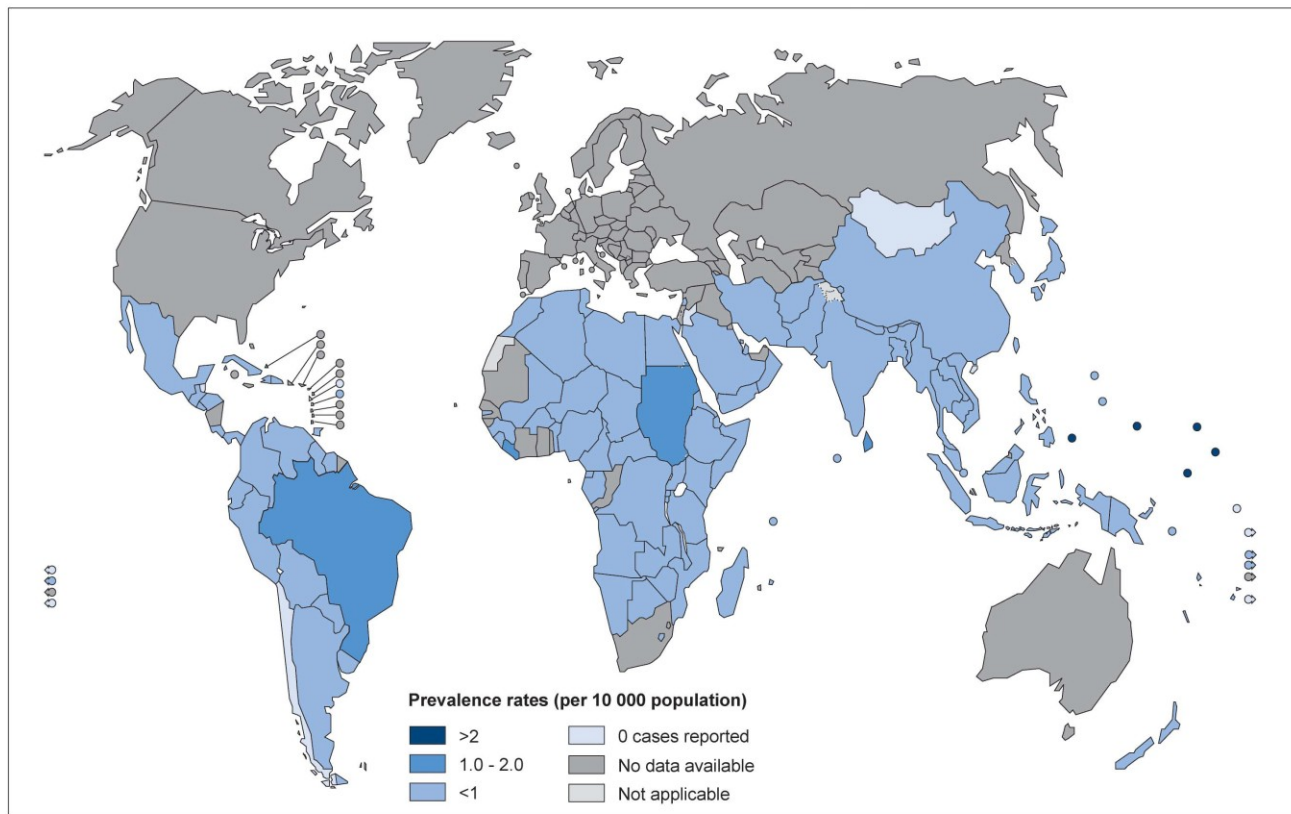 Prevalence rates (per 10 000 population)
>2
1.0 - 2.0
<1
0 cases reported
No data available
Not applicable